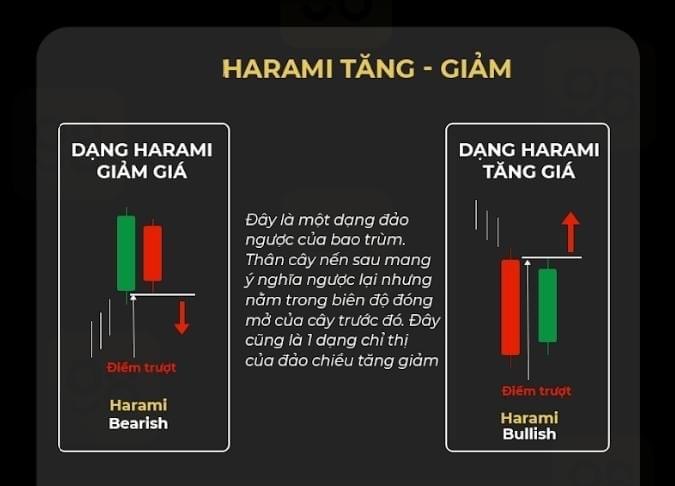 HARAMI TĂNG - GIẢM
DẠNG HARAMI
GIẢM GIÁ
Điểm trượt
Harami
Bearish
Đây là một dạng đảo
ngược của bao trùm.
Thân cây nến sau mang
ý nghĩa ngược lại nhưng
nằm trong biên độ đóng
mở của cây trước đó. Đây
cũng là 1 dạng chỉ thị
của đảo chiều tăng giảm
DẠNG HARAMI
TĂNG GIÁ
Điểm trượt
Harami
Bullish